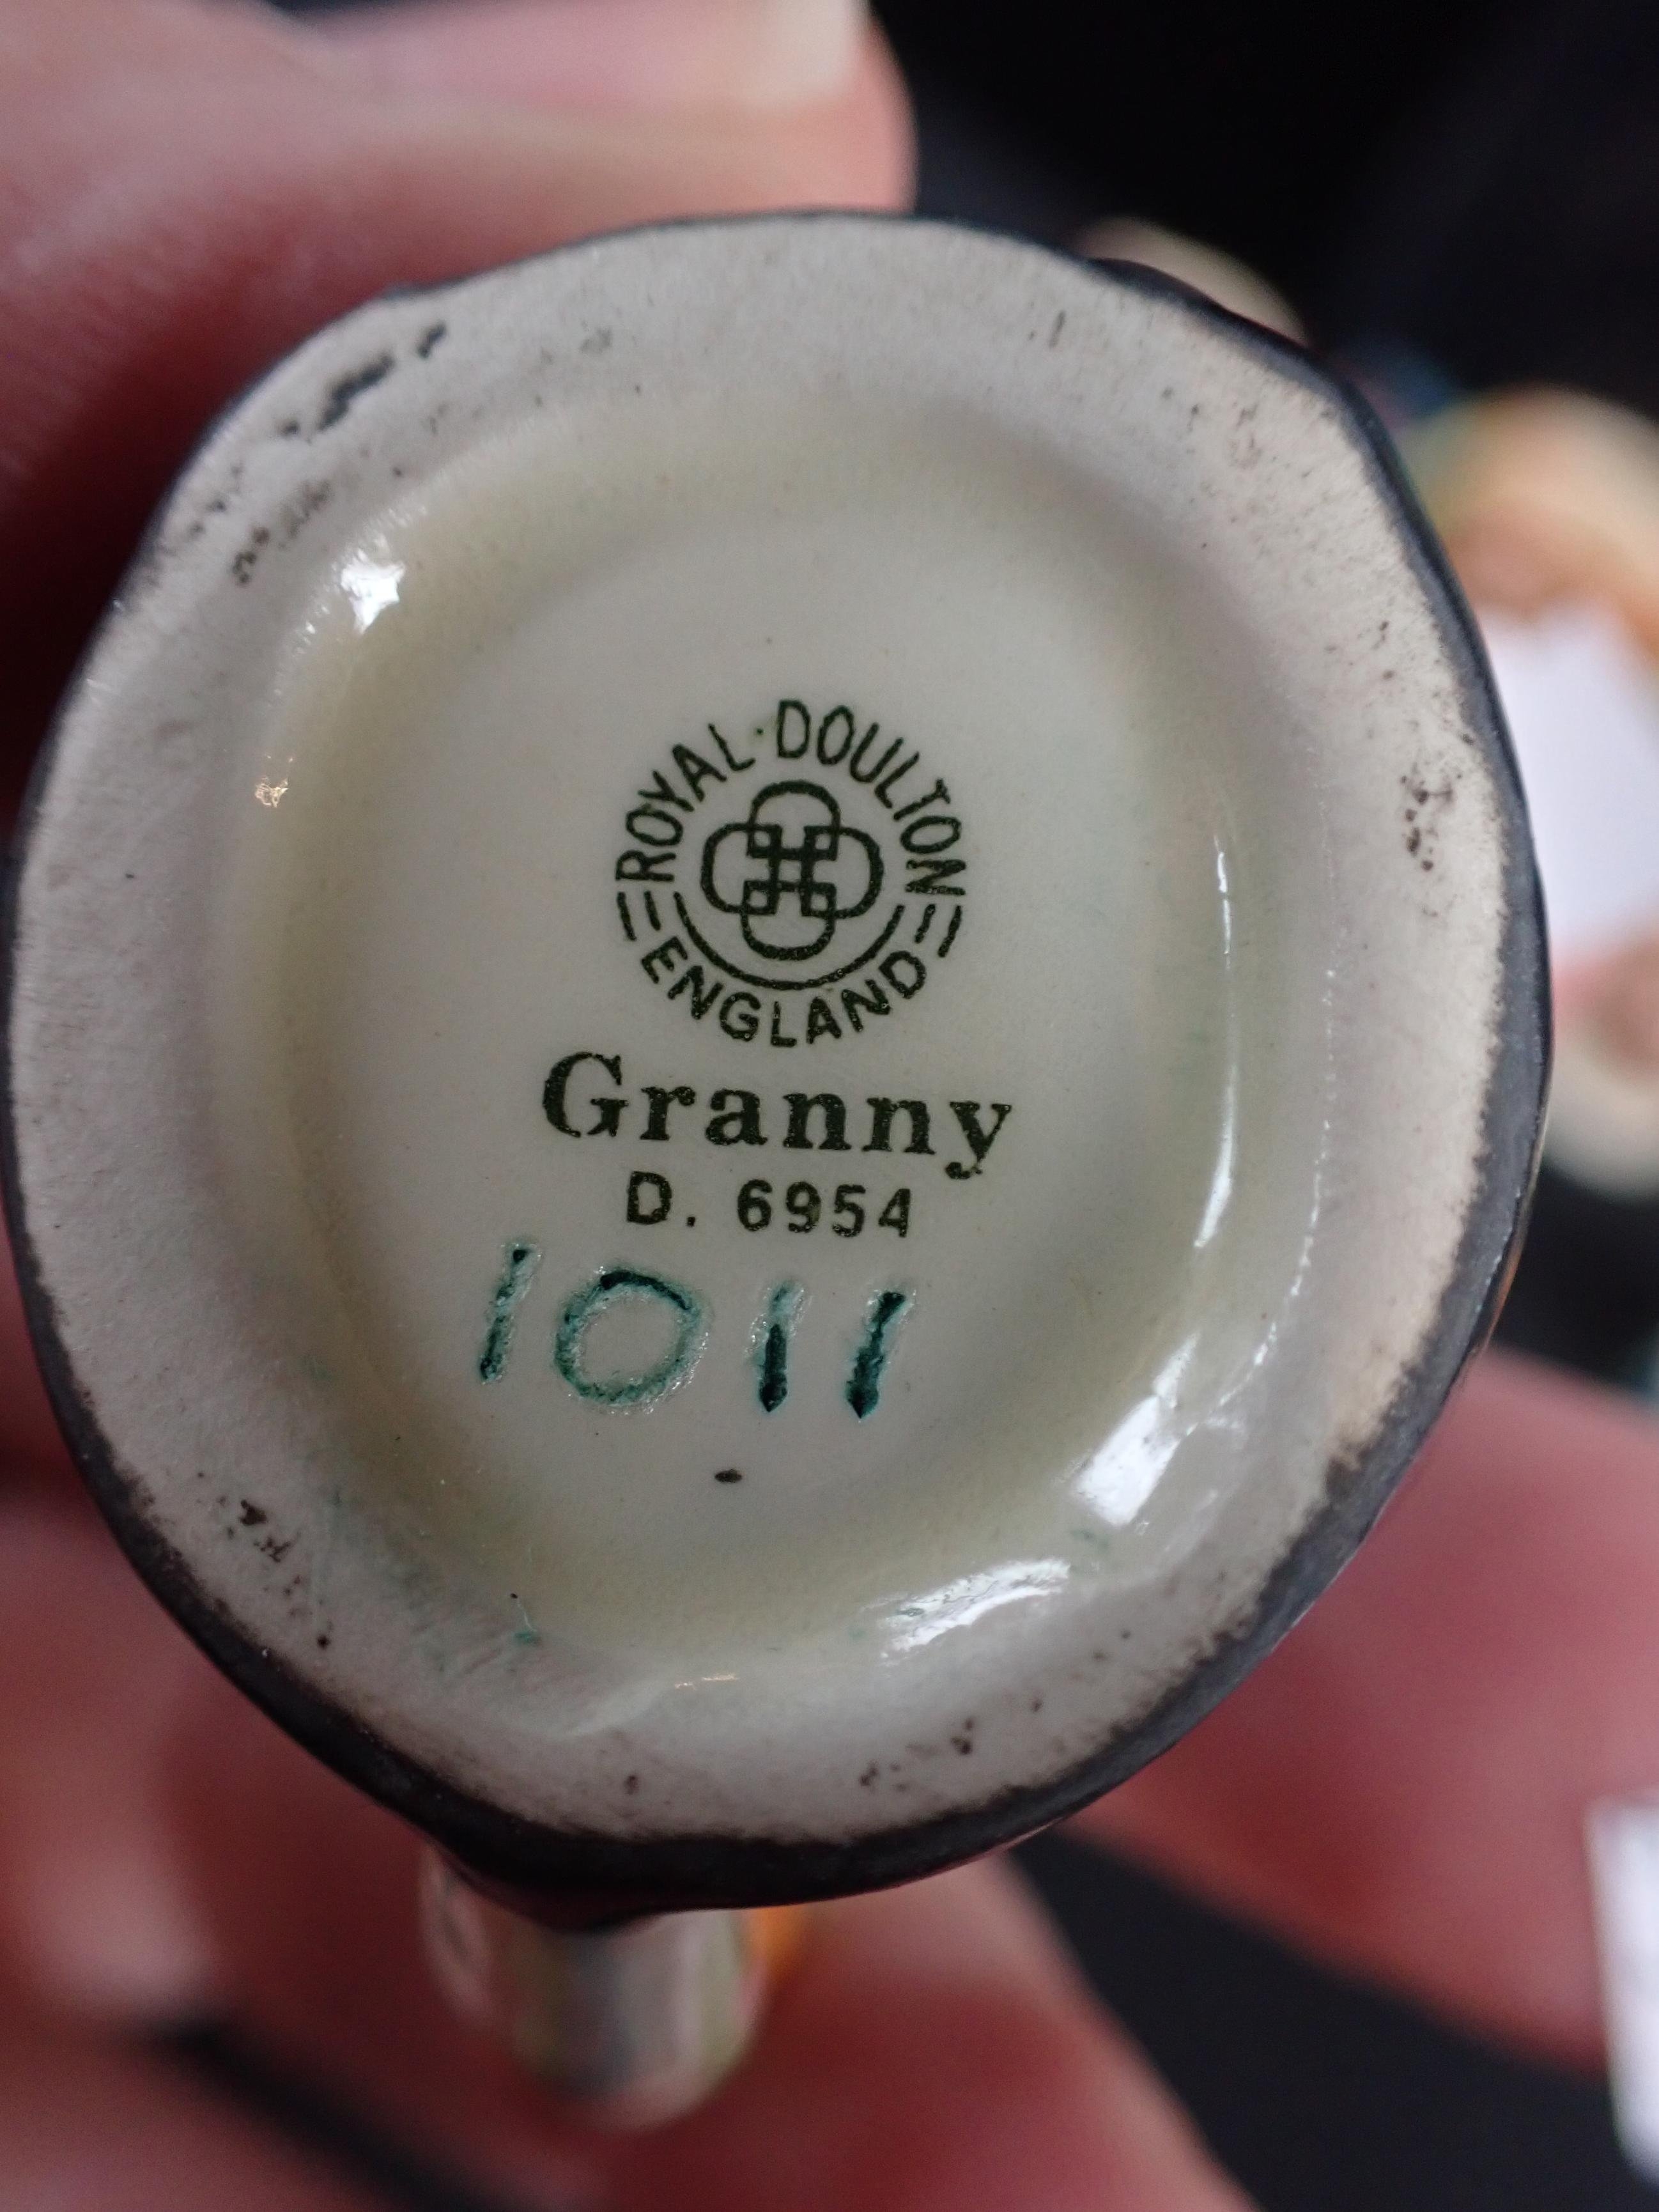 ROYAL · DOULTON
ENGLAND
Granny
D. 6954
1011